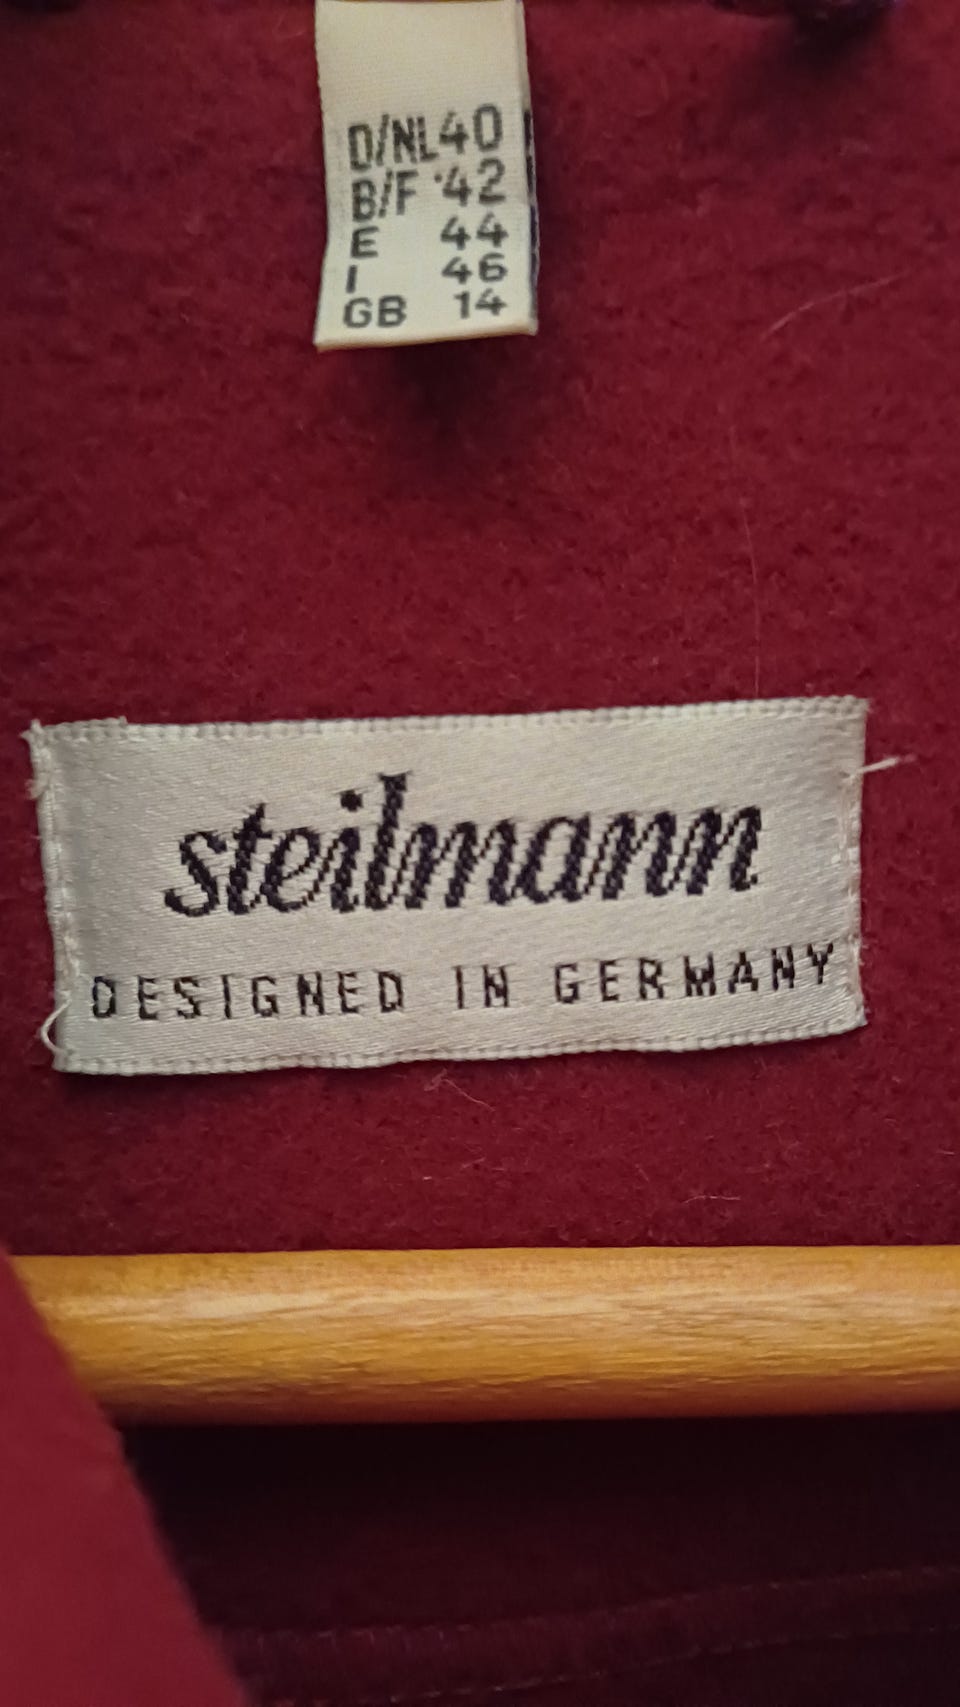 D/NL 40
B/F 42
E 44
I 46
GB 14
steilmann
DESIGNED IN GERMANY